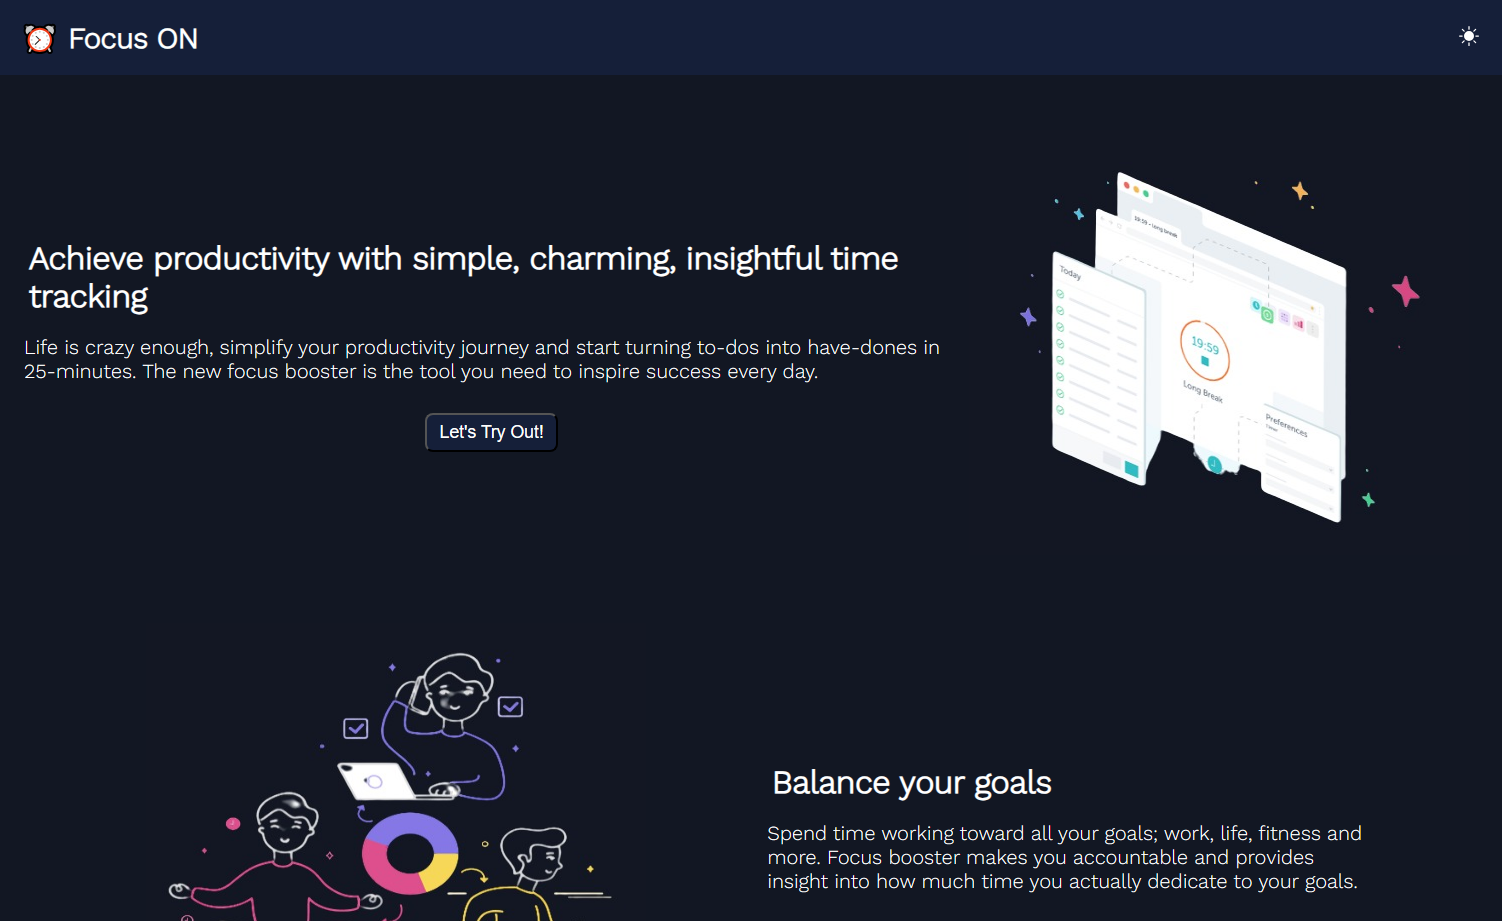 Focus ON
Achieve productivity with simple, charming, insightful time
tracking
Life is crazy enough, simplify your productivity journey and start turning to-dos into have-dones in
25-minutes. The new focus booster is the tool you need to inspire success every day.
Let's Try Out!
19:59 - Long break
Today
19:59
Long Break
Preferences
Balance your goals
Spend time working toward all your goals; work, life, fitness and
more. Focus booster makes you accountable and provides
insight into how much time you actually dedicate to your goals.